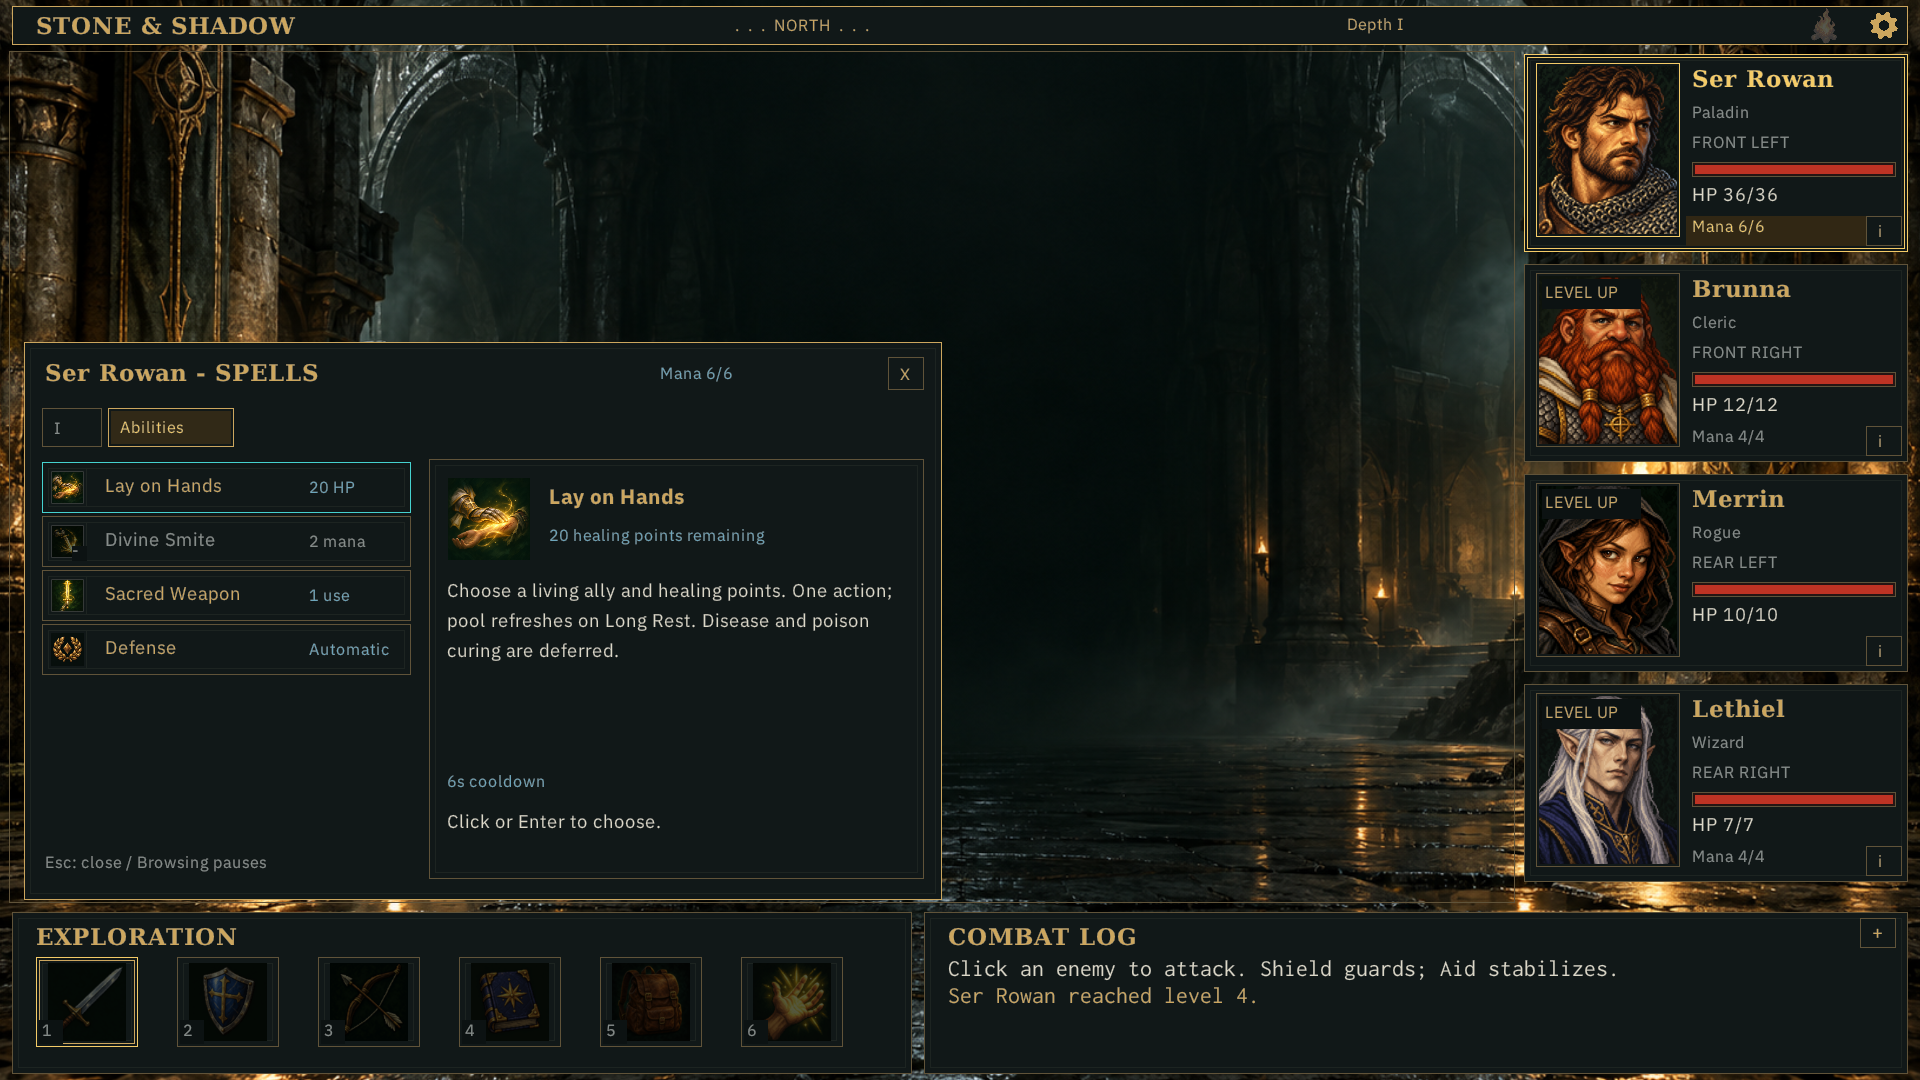 STONE & SHADOW
. . . NORTH . . .
Depth I
Ser Rowan
Paladin
FRONT LEFT
HP 36/36
Mana 6/6
i
LEVEL UP
Brunna
Cleric
FRONT RIGHT
HP 12/12
Mana 4/4
i
LEVEL UP
Merrin
Rogue
REAR LEFT
HP 10/10
i
LEVEL UP
Lethiel
Wizard
REAR RIGHT
HP 7/7
Mana 4/4
i
Ser Rowan - SPELLS
Mana 6/6
X
I
Abilities
Lay on Hands
20 HP
Divine Smite
2 mana
Sacred Weapon
1 use
Defense
Automatic
Esc: close / Browsing pauses
Lay on Hands
20 healing points remaining
Choose a living ally and healing points. One action;
pool refreshes on Long Rest. Disease and poison
curing are deferred.
6s cooldown
Click or Enter to choose.
EXPLORATION
1
2
3
4
5
6
COMBAT LOG
+
Click an enemy to attack. Shield guards; Aid stabilizes.
Ser Rowan reached level 4.